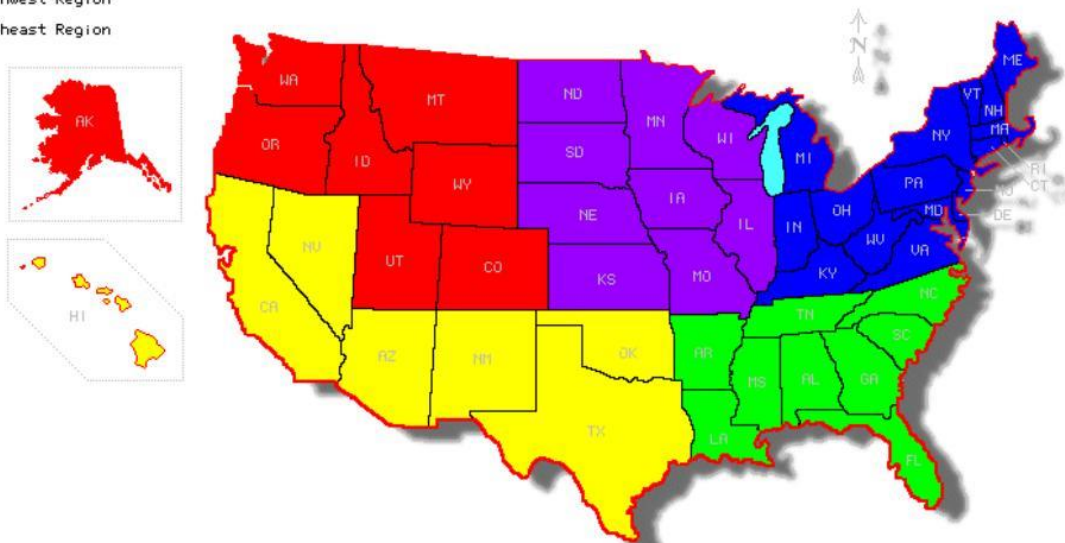 heast Region
ME
WA
VT
AK
MT
ND
NH
MN
MA
NY
WI
OR
MI
SD
ID
RI
PA
CT
WY
NJ
IA
NE
MD
DE
OH
IN
IL
NV
WV
VA
UT
CO
KS
MO
KY
CA
NC
HI
TN
SC
AR
OK
AZ
NM
MS
AL
GA
TX
LA
FL
N